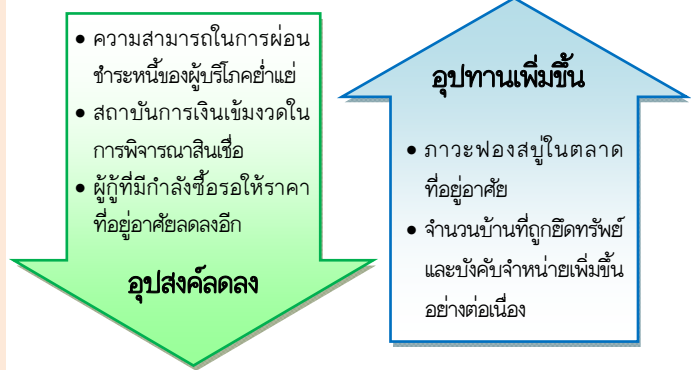 • ความสามารถในการผ่อน
ชำระหนี้ของผู้บริโภคย่ำแย่
• สถาบันการเงินเข้มงวดใน
การพิจารณาสินเชื่อ
• ผู้กู้ที่มีกำลังซื้อรอให้ราคา
ที่อยู่อาศัยลดลงอีก
อุปสงค์ลดลง
อุปทานเพิ่มขึ้น
• ภาวะฟองสบู่ในตลาด
ที่อยู่อาศัย
• จำนวนบ้านที่ถูกยึดทรัพย์
และบังคับจำหน่ายเพิ่มขึ้น
อย่างต่อเนื่อง